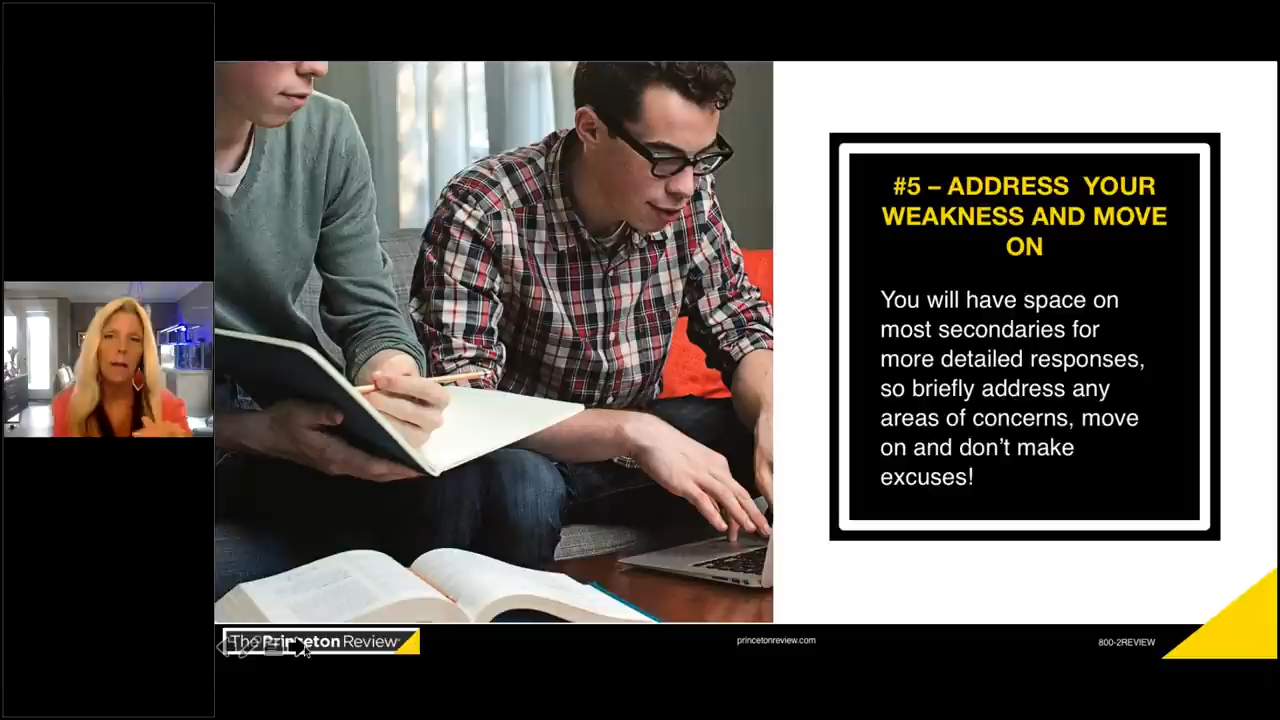 #5 – ADDRESS YOUR
WEAKNESS AND MOVE
ON
You will have space on
most secondaries for
more detailed responses,
so briefly address any
areas of concerns, move
on and don't make
excuses!
The Princeton Review
princetonreview.com
800-2REVIEW